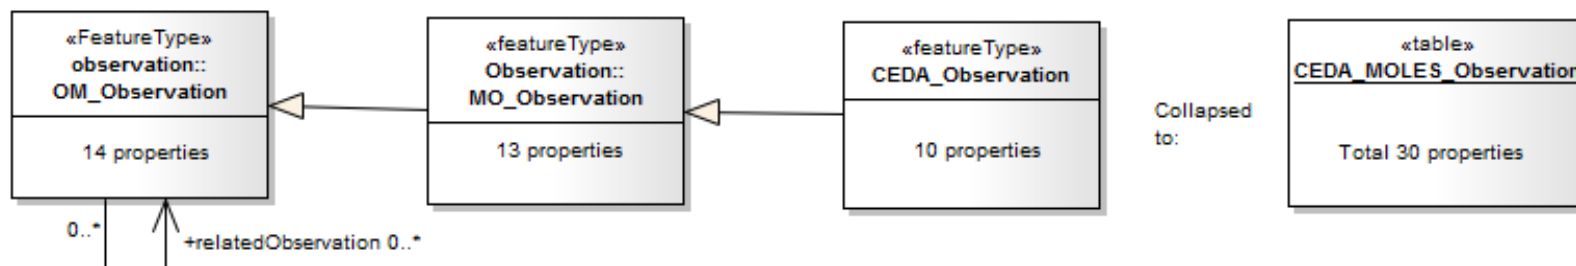 «FeatureType»
observation::
OM_Observation
14 properties
0..*
+relatedObservation 0..*
«featureType»
Observation::
MO_Observation
13 properties
«featureType»
CEDA_Observation
10 properties
Collapsed
to:
«table»
CEDA_MOLES_Observation
Total 30 properties